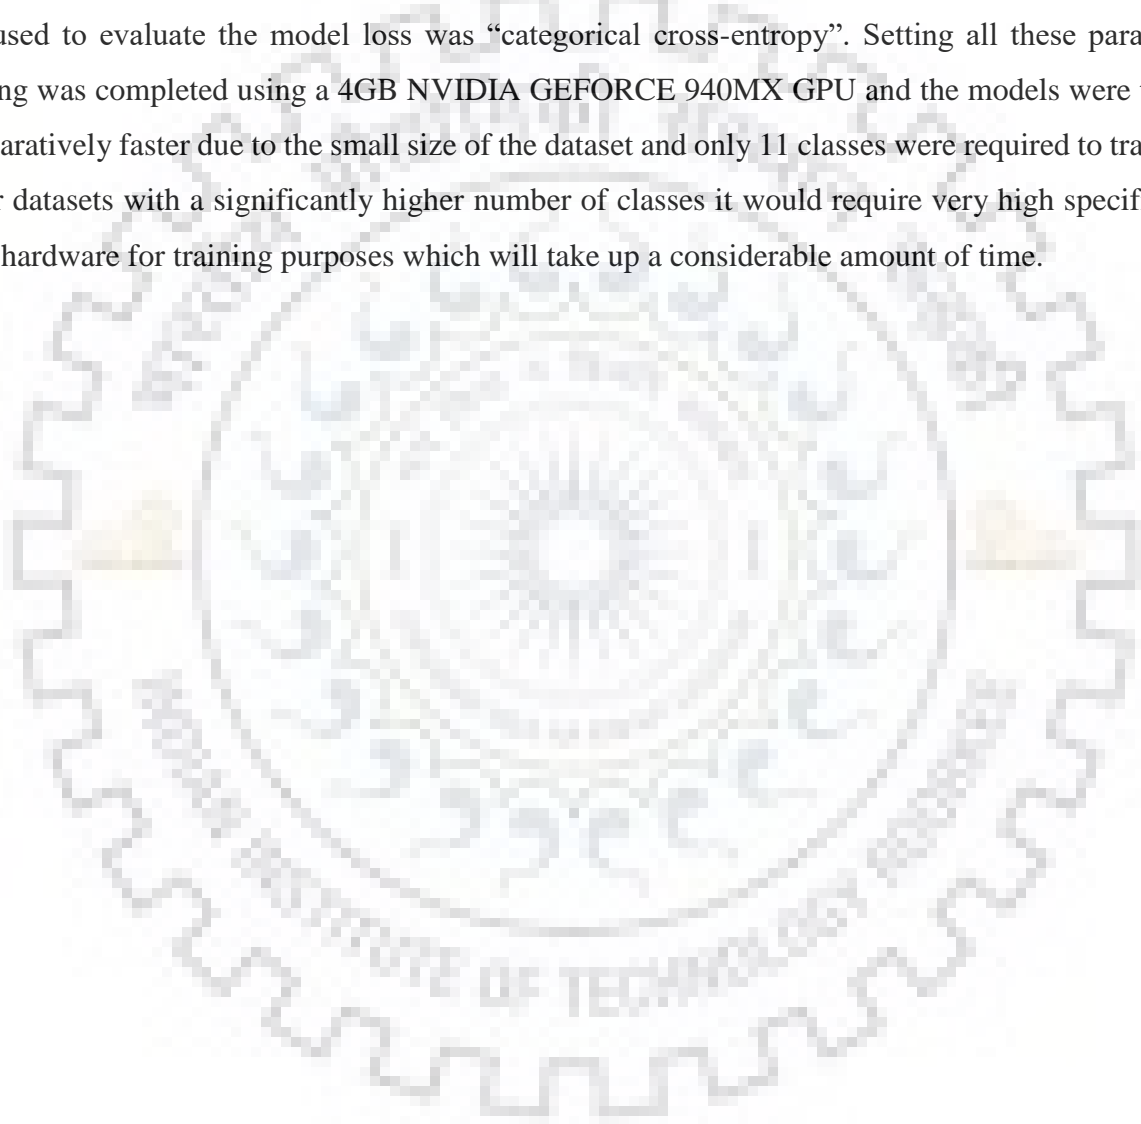 used to evaluate the model loss was “categorical cross-entropy”. Setting all these para
ng was completed using a 4GB NVIDIA GEFORCE 940MX GPU and the models were
aratively faster due to the small size of the dataset and only 11 classes were required to tra
r datasets with a significantly higher number of classes it would require very high specif
hardware for training purposes which will take up a considerable amount of time.
INSTITUTE OF TECHNOLOGY